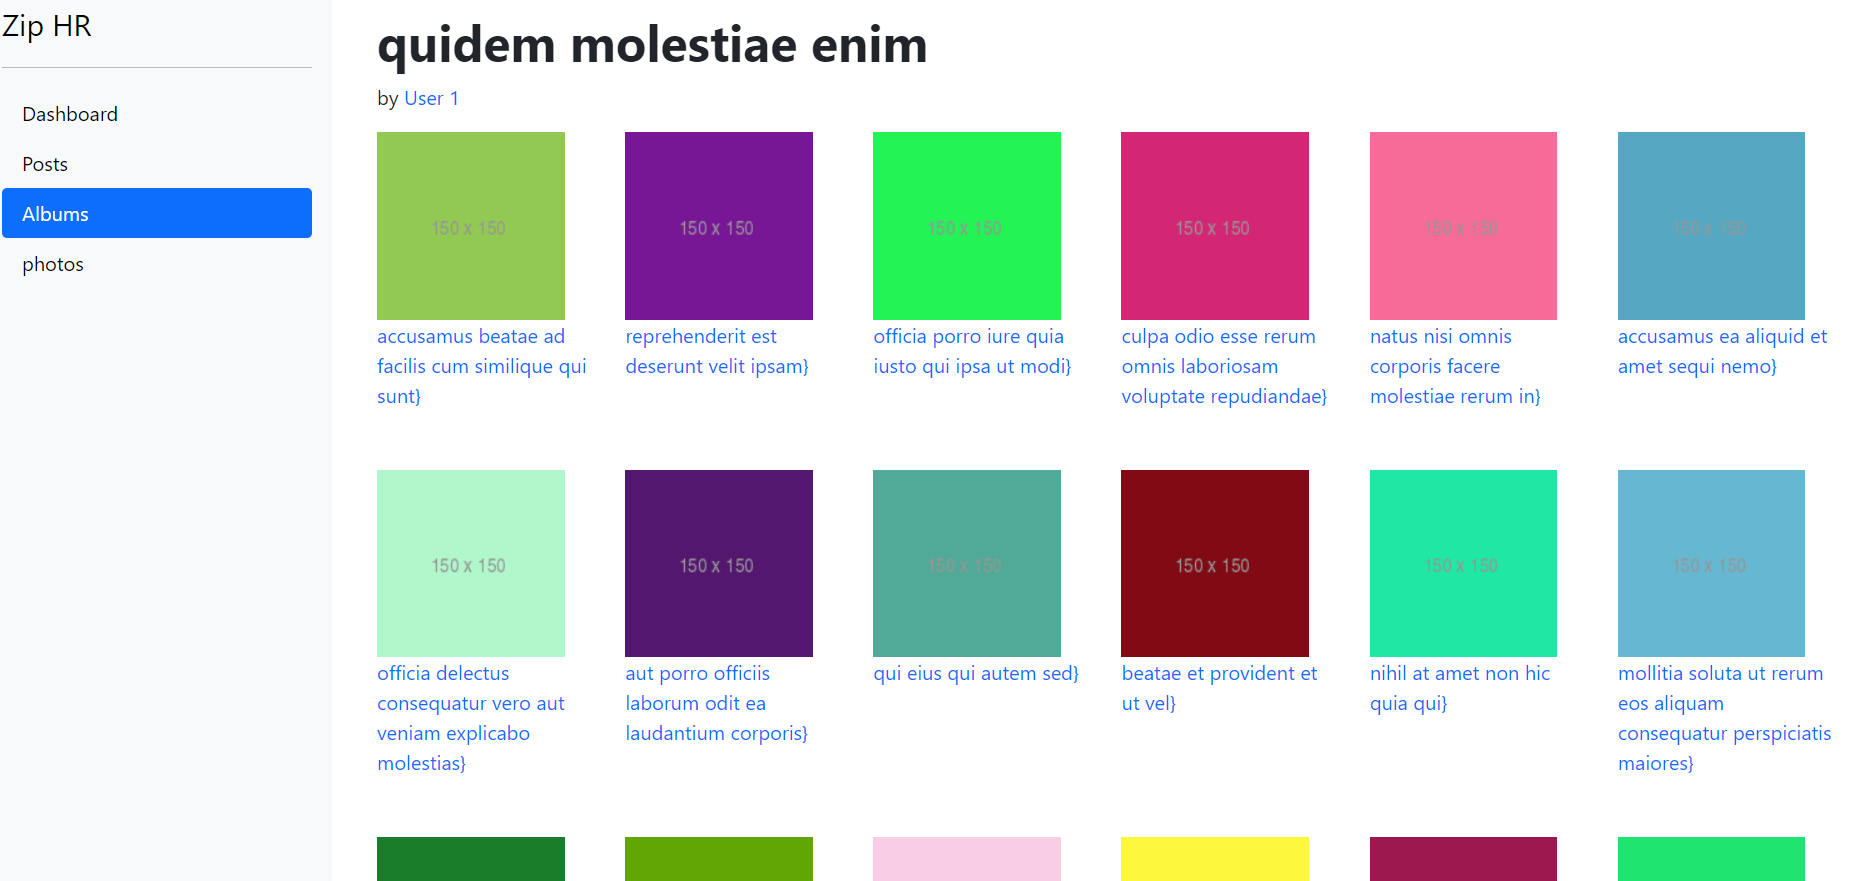 Zip HR
Dashboard
Posts
Albums
photos
quidem molestiae enim
by User 1
150 x 150
150 x 150
150 x 150
150 x 150
150 x 150
150 x 150
accusamus beatae ad
facilis cum similique qui
sunt}
reprehenderit est
deserunt velit ipsam}
officia porro iure quia
iusto qui ipsa ut modi}
culpa odio esse rerum
omnis laboriosam
voluptate repudiandae}
natus nisi omnis
corporis facere
molestiae rerum in}
accusamus ea aliquid et
amet sequi nemo}
150 x 150
150 x 150
150 x 150
150 x 150
150 x 150
150 x 150
officia delectus
consequatur vero aut
veniam explicabo
molestias}
aut porro officiis
laborum odit ea
laudantium corporis}
qui eius qui autem sed}
beatae et provident et
ut vel}
nihil at amet non hic
quia qui}
mollitia soluta ut rerum
eos aliquam
consequatur perspiciatis
maiores}